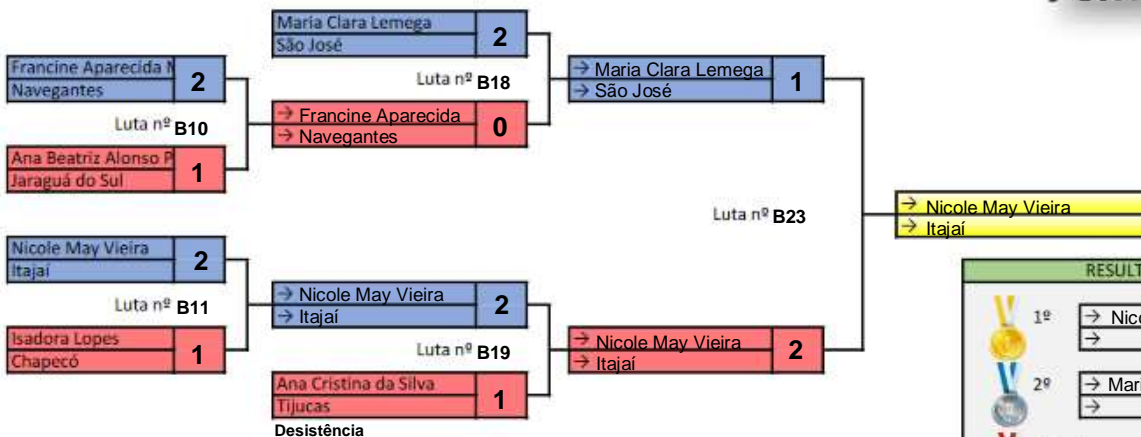 Maria Clara Lemega
São José
2
Francine Aparecida
Navegantes
2
Luta nº B18
→ Maria Clara Lemega
→ São José
1
Luta nº B10
→ Francine Aparecida
→ Navegantes
0
Ana Beatriz Alonso P
Jaraguá do Sul
1
Luta nº B23
→ Nicole May Vieira
→ Itajaí
Nicole May Vieira
Itajaí
2
Luta nº B11
→ Nicole May Vieira
→ Itajaí
2
Isadora Lopes
Chapecó
1
Luta nº B19
→ Nicole May Vieira
→ Itajaí
2
Ana Cristina da Silva
Tijucas
1
Desistência
RESULT
1º
→ Nico
→
2º
→ Mari
→